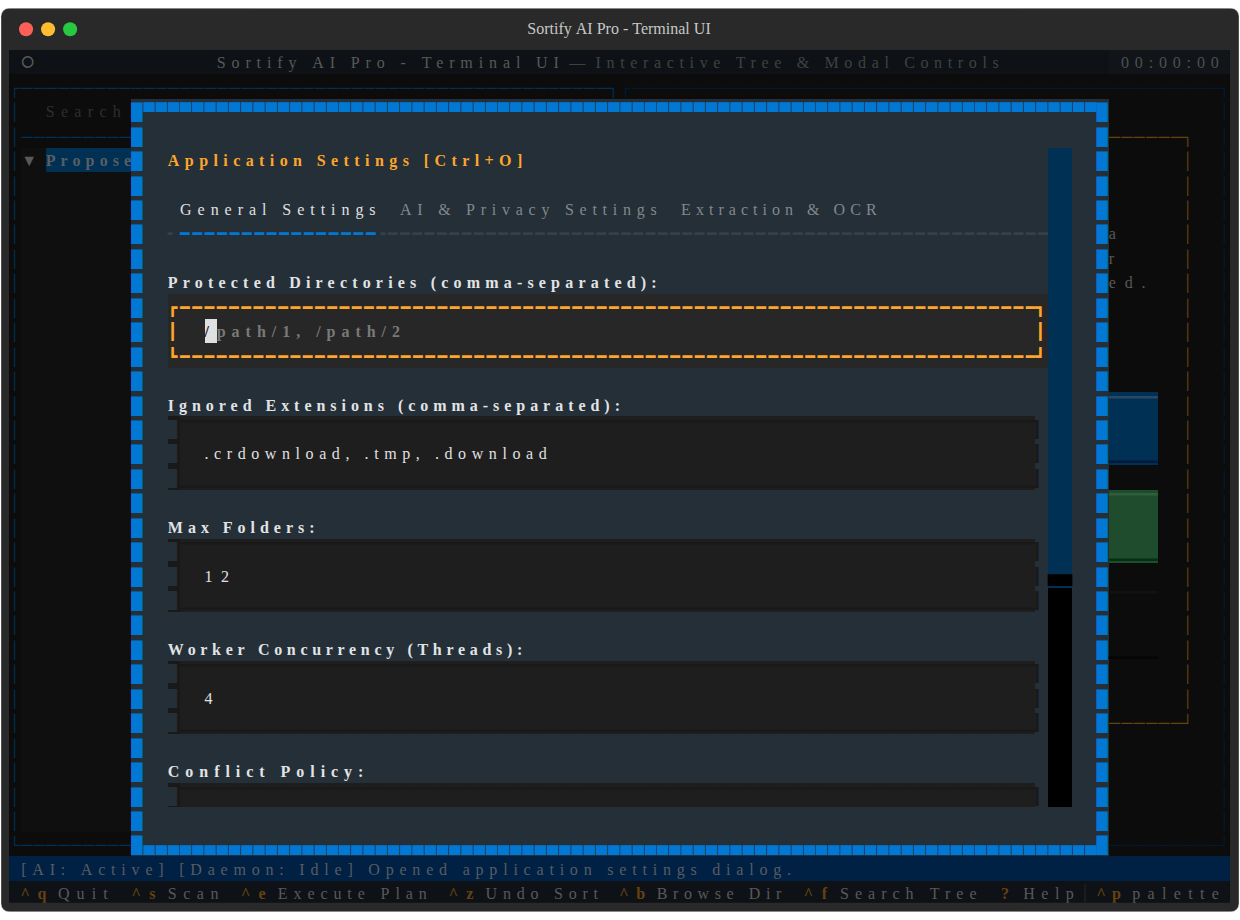 Sortify AI Pro - Terminal UI
Sortify AI Pro - Terminal UI — Interactive Tree & Modal Controls 00:00:00
Search
▼ Propose
Application Settings [Ctrl+O]
General Settings AI & Privacy Settings Extraction & OCR
a
r
ed.
Protected Directories (comma-separated):
/path/1, /path/2
Ignored Extensions (comma-separated):
.crdownload, .tmp, .download
Max Folders:
12
Worker Concurrency (Threads):
4
Conflict Policy:
[AI: Active] [Daemon: Idle] Opened application settings dialog.
^q Quit ^s Scan ^e Execute Plan ^z Undo Sort ^b Browse Dir ^f Search Tree ? Help ^p palette